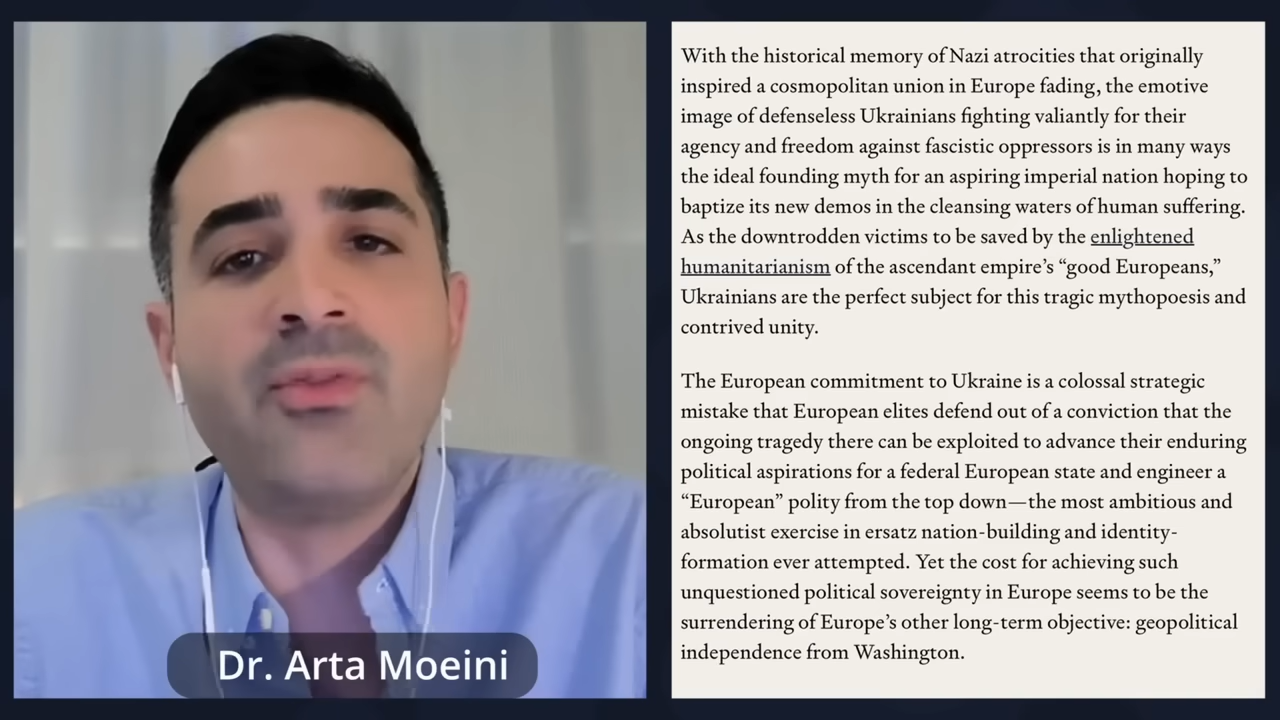 With the historical memory of Nazi atrocities that originally
inspired a cosmopolitan union in Europe fading, the emotive
image of defenseless Ukrainians fighting valiantly for their
agency and freedom against fascistic oppressors is in many ways
the ideal founding myth for an aspiring imperial nation hoping to
baptize its new demos in the cleansing waters of human suffering.
As the downtrodden victims to be saved by the enlightened
humanitarianism of the ascendant empire’s “good Europeans,”
Ukrainians are the perfect subject for this tragic mythopoesis and
contrived unity.
The European commitment to Ukraine is a colossal strategic
mistake that European elites defend out of a conviction that the
ongoing tragedy there can be exploited to advance their enduring
political aspirations for a federal European state and engineer a
“European” polity from the top down—the most ambitious and
absolutist exercise in ersatz nation-building and identity-
formation ever attempted. Yet the cost for achieving such
unquestioned political sovereignty in Europe seems to be the
surrendering of Europe’s other long-term objective: geopolitical
independence from Washington.
Dr. Arta Moeini